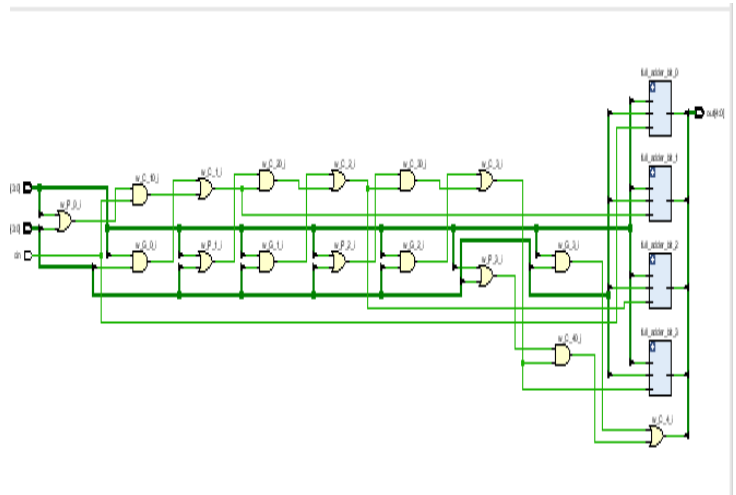 full_adder_bit_0
out[4:0]
full_adder_bit_1
w_C_10_i
w_C_1_i
w_C_20_i
w_C_2_i
w_C_30_i
w_C_3_i
[3:0]
w_P_0_i
[3:0]
cin
w_G_0_i
w_P_1_i
w_G_1_i
w_P_2_i
w_G_2_i
w_P_3_i
w_G_3_i
full_adder_bit_2
full_adder_bit_3
w_C_40_i
w_C_4_i